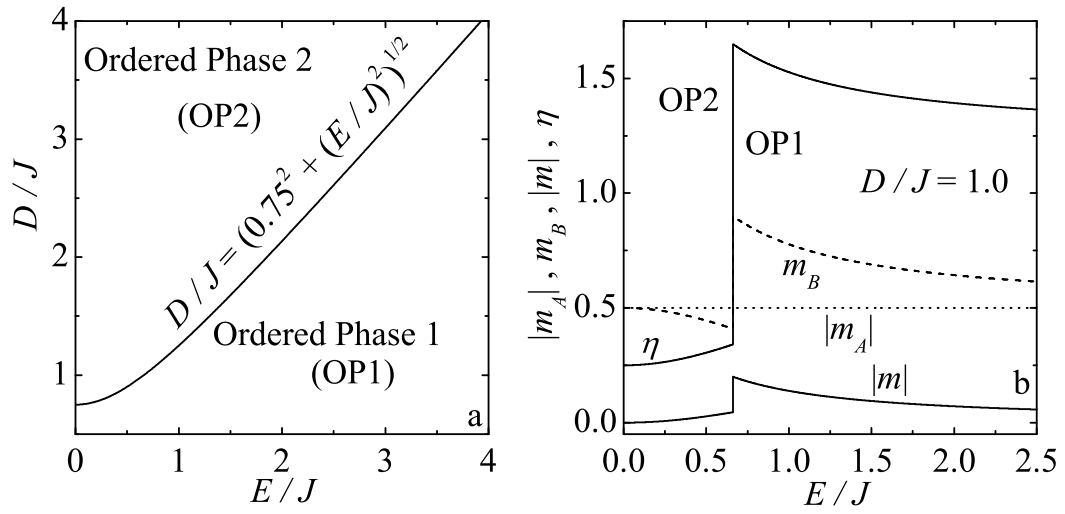 4
3
2
1
D / J
Ordered Phase 2
(OP2)
D / J = (0.75² + (E / J)²)¹/²
Ordered Phase 1
(OP1)
a
0 1 2 3 4
E / J
1.5
1.0
0.5
0.0
|m_A| , m_B , |m| , η
OP2
OP1
D / J = 1.0
m_B
|m_A|
η
|m|
b
0.0 0.5 1.0 1.5 2.0 2.5
E / J